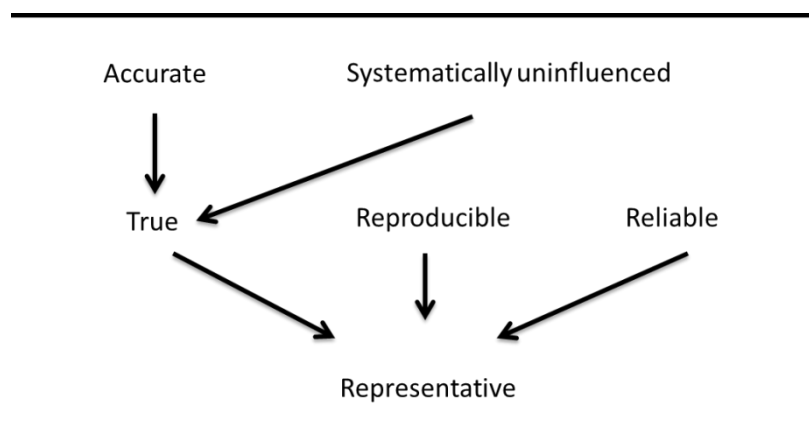 Accurate Systematically uninfluenced
True Reproducible Reliable
Representative